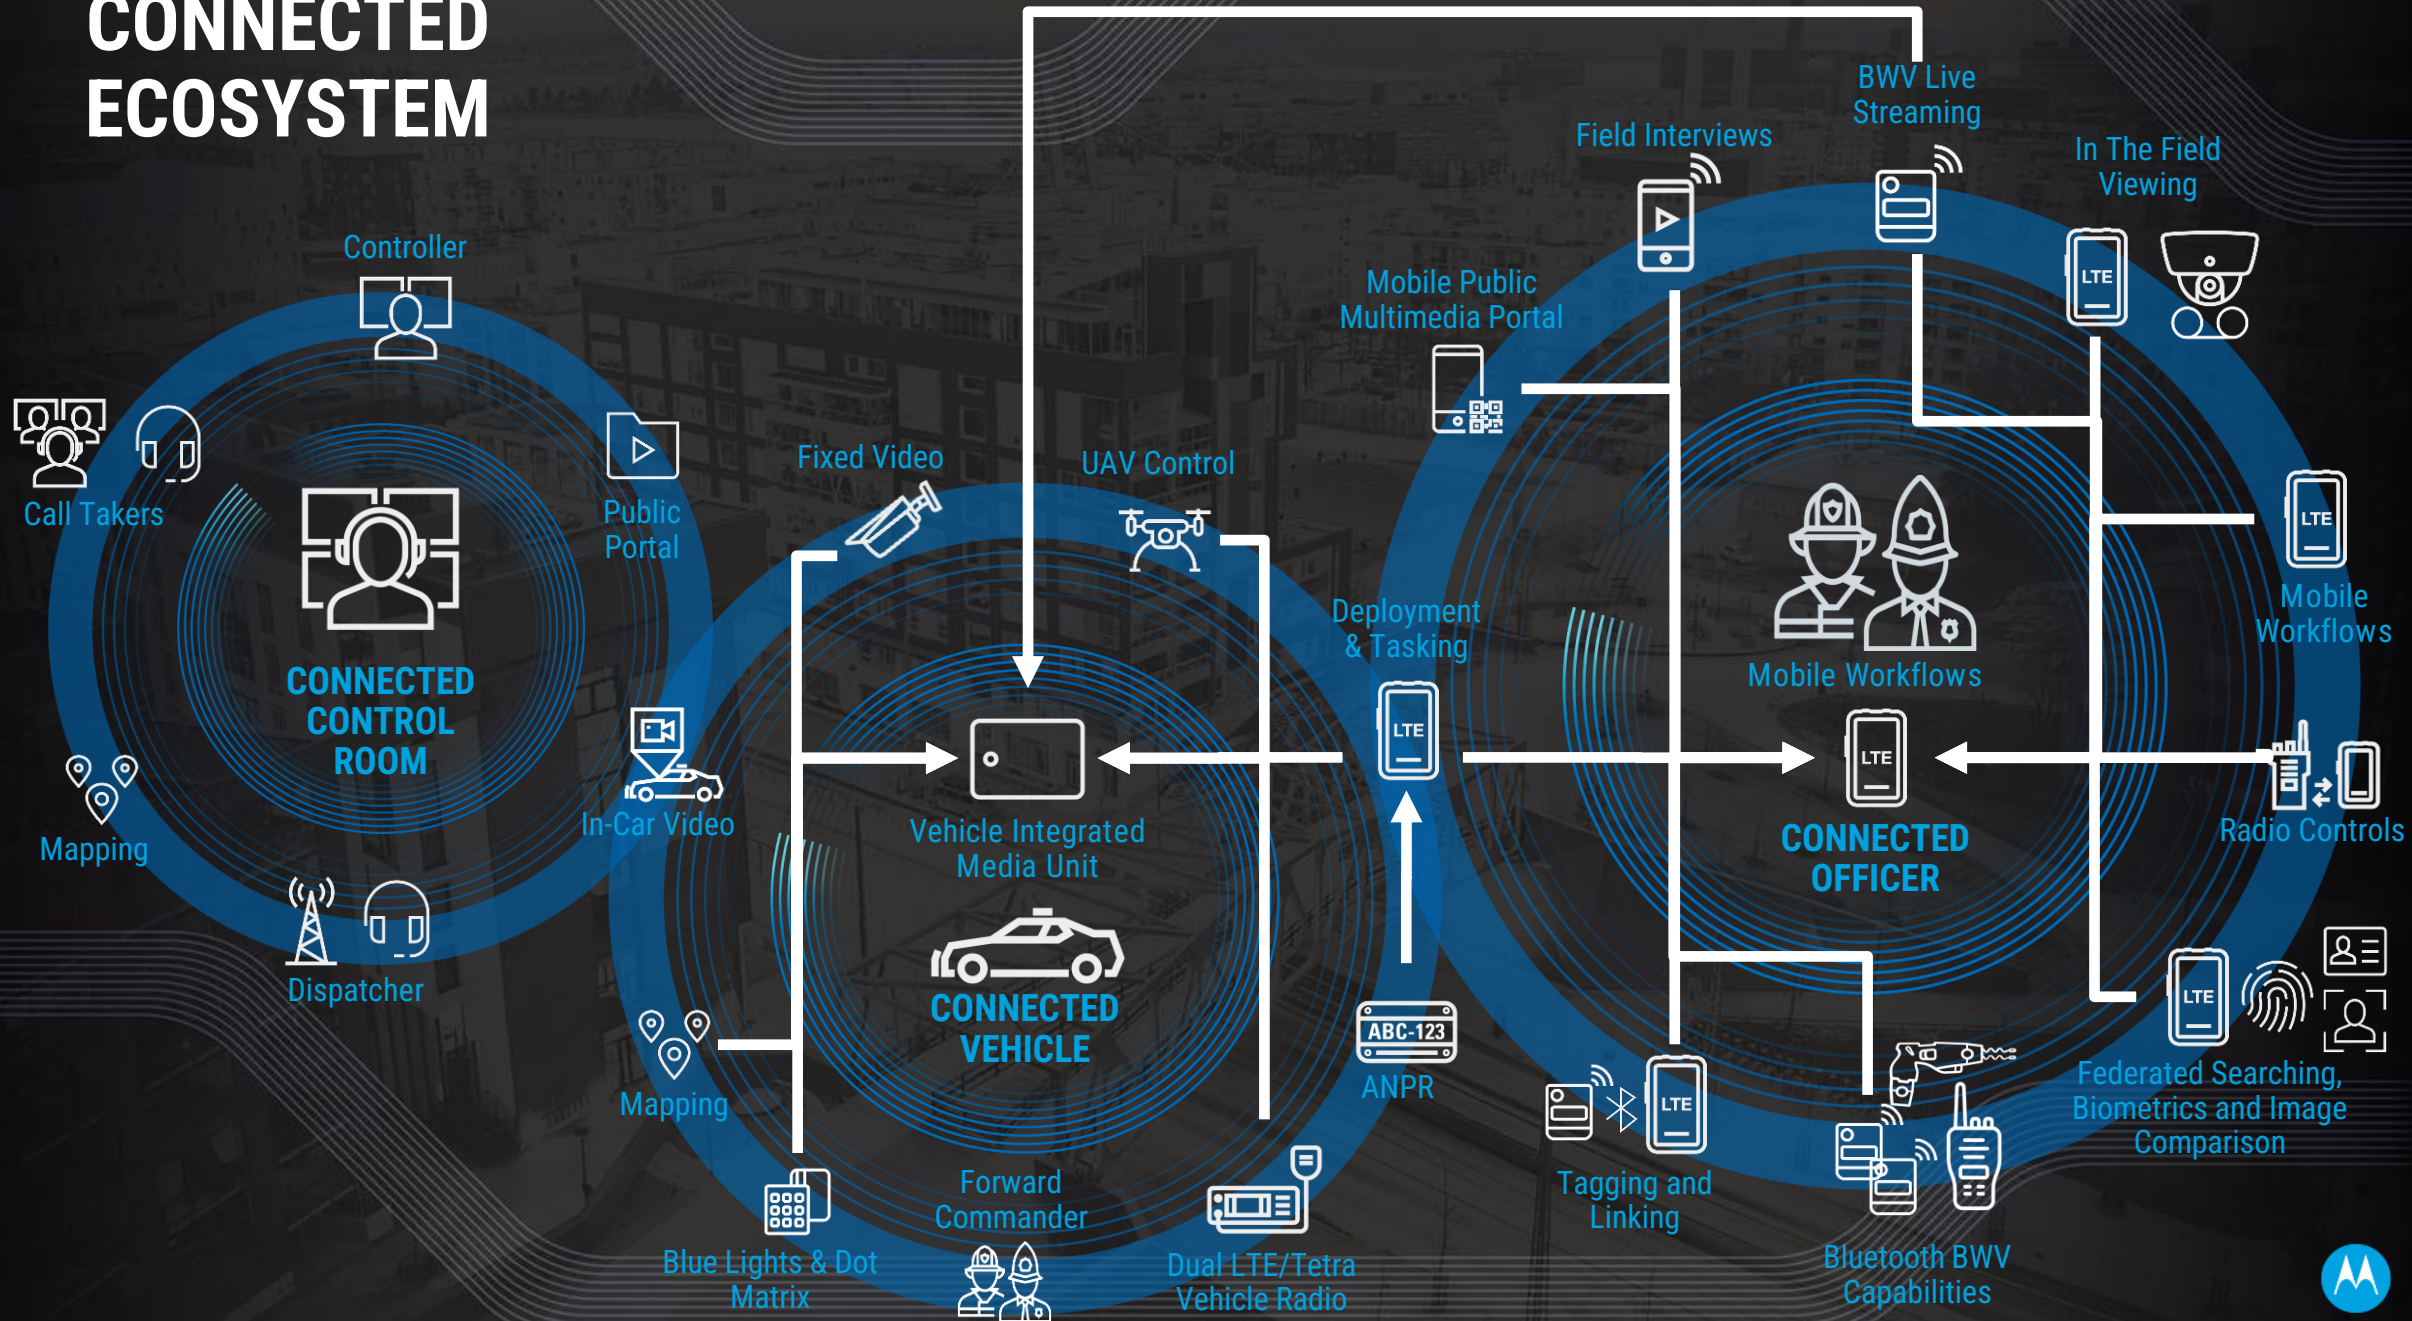 CONNECTED
ECOSYSTEM
BWV Live
Streaming
Field Interviews
In The Field
Viewing
Controller
LTE
Mobile Public
Multimedia Portal
Fixed Video
UAV Control
Call Takers
Public
Portal
LTE
Mobile
Workflows
Deployment
& Tasking
Mobile Workflows
CONNECTED
CONTROL
ROOM
LTE
LTE
In-Car Video
Vehicle Integrated
Media Unit
CONNECTED
OFFICER
Radio Controls
Mapping
Dispatcher
CONNECTED
VEHICLE
LTE
ABC-123
ANPR
Mapping
LTE
Federated Searching,
Biometrics and Image
Comparison
Forward
Commander
Tagging and
Linking
Blue Lights & Dot
Matrix
Dual LTE/Tetra
Vehicle Radio
Bluetooth BWV
Capabilities